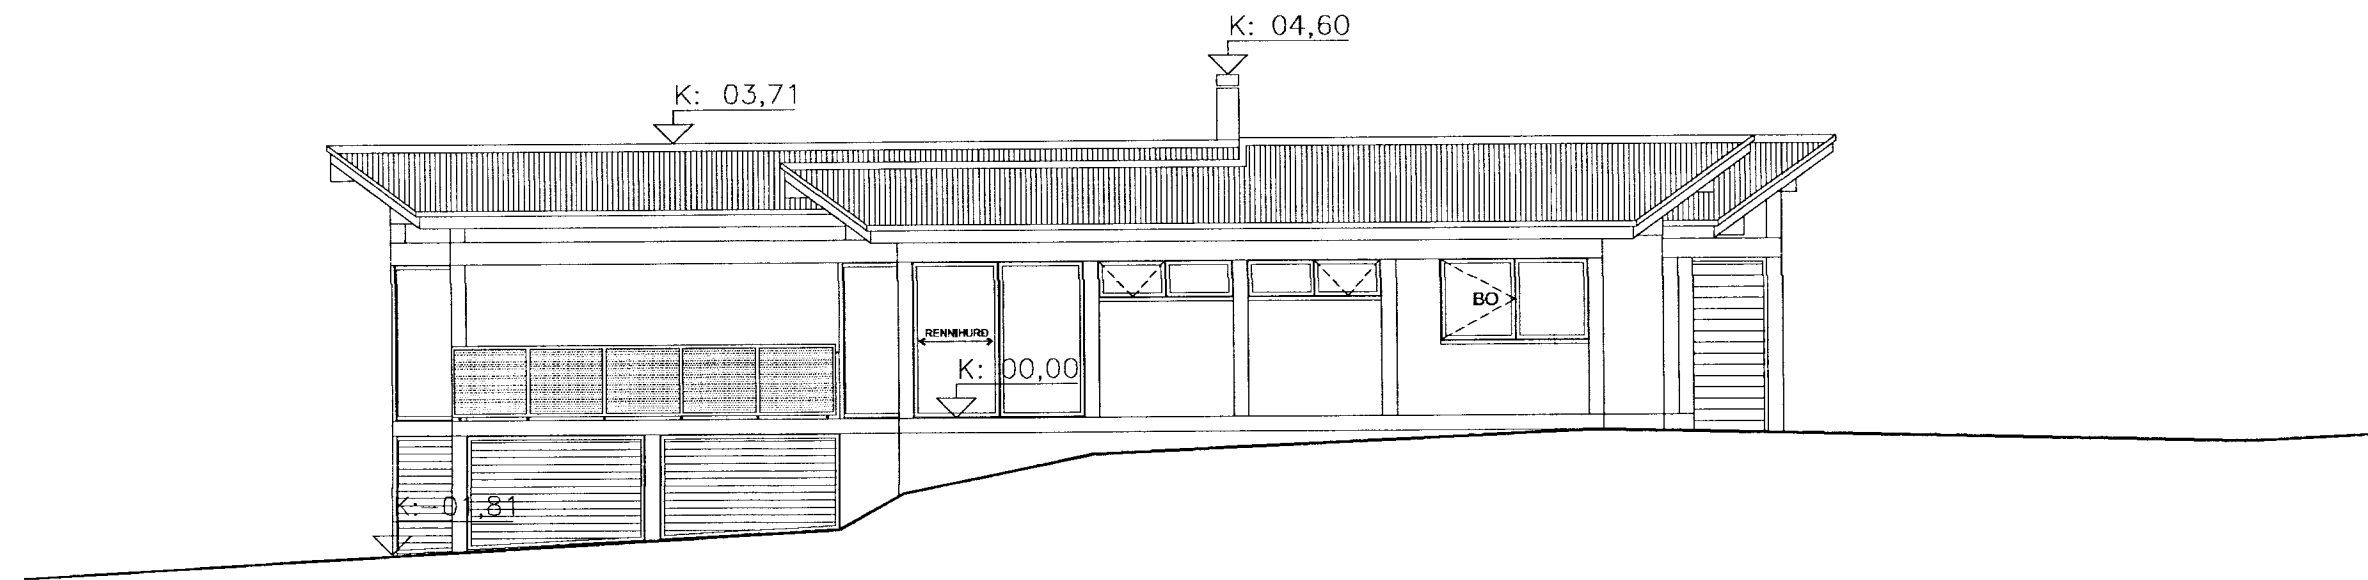 K: 04,60
K: 03,71
BO
RENNIHURÐ
K: 00,00
K:-01,81